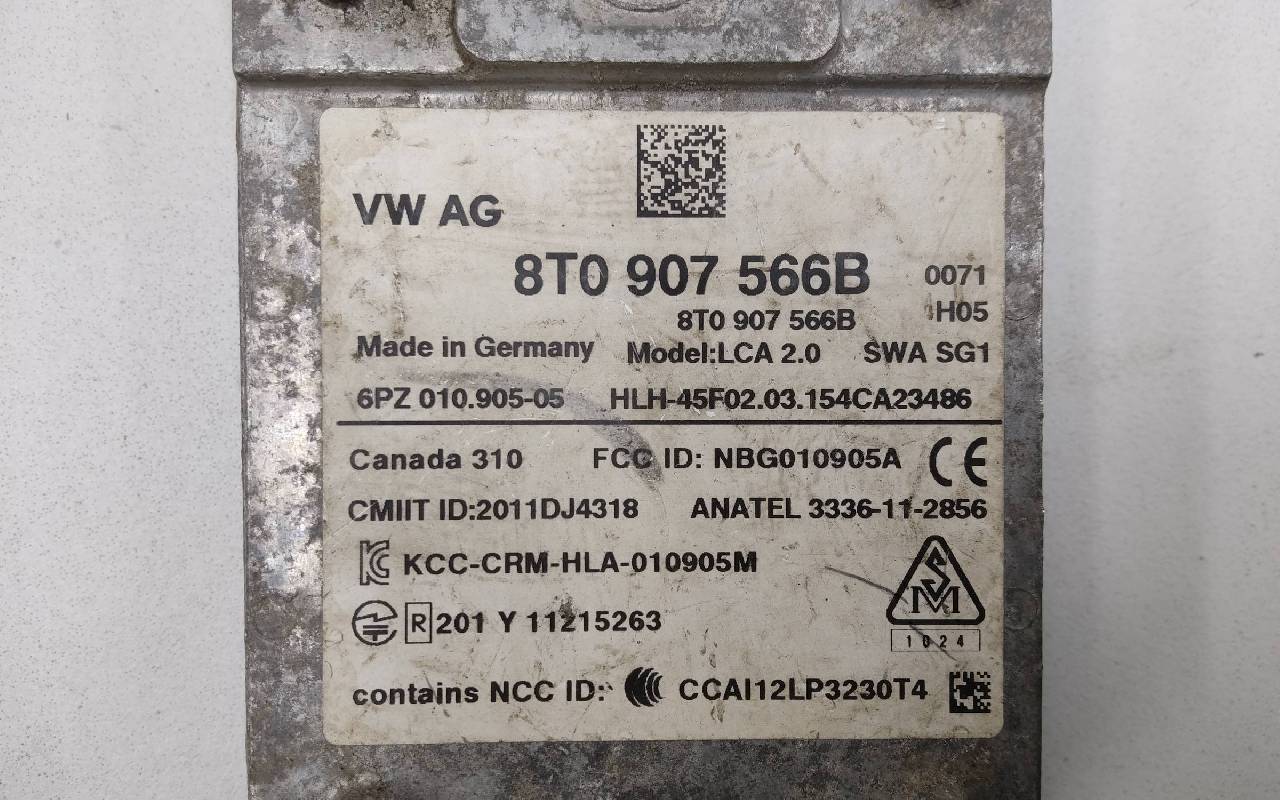 VW AG
8T0 907 566B 0071
8T0 907 566B H05
Made in Germany Model:LCA 2.0 SWA SG1
6PZ 010.905-05 HLH-45F02.03.154CA23486
Canada 310 FCC ID: NBG010905A CE
CMIIT ID:2011DJ4318 ANATEL 3336-11-2856
KCC-CRM-HLA-010905M
R 201 Y 11215263
SM
1024
contains NCC ID: CCAI12LP3230T4